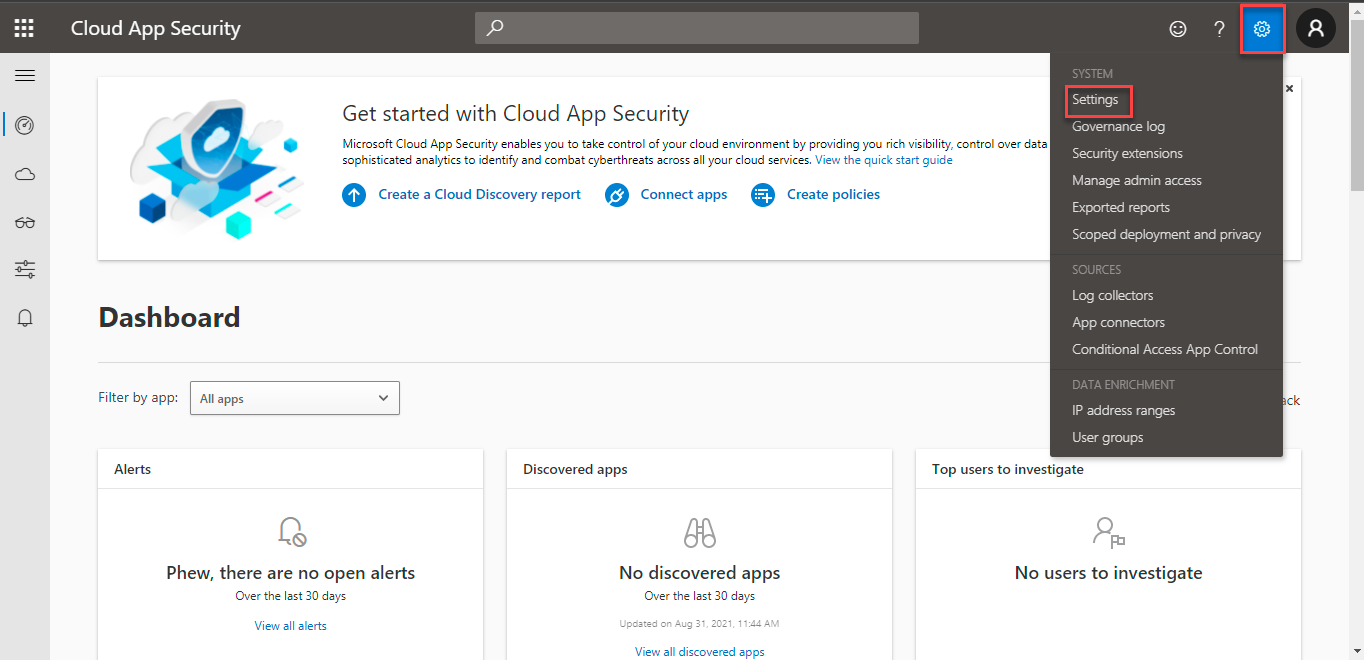 Cloud App Security
?
SYSTEM
Settings
Governance log
Security extensions
Manage admin access
Exported reports
Scoped deployment and privacy
SOURCES
Log collectors
App connectors
Conditional Access App Control
DATA ENRICHMENT
IP address ranges
User groups
Get started with Cloud App Security
Microsoft Cloud App Security enables you to take control of your cloud environment by providing you rich visibility, control over data
sophisticated analytics to identify and combat cyberthreats across all your cloud services. View the quick start guide
Create a Cloud Discovery report Connect apps Create policies
Dashboard
Filter by app: All apps
ack
Alerts
Phew, there are no open alerts
Over the last 30 days
View all alerts
Discovered apps
No discovered apps
Over the last 30 days
Updated on Aug 31, 2021, 11:44 AM
View all discovered apps
Top users to investigate
No users to investigate